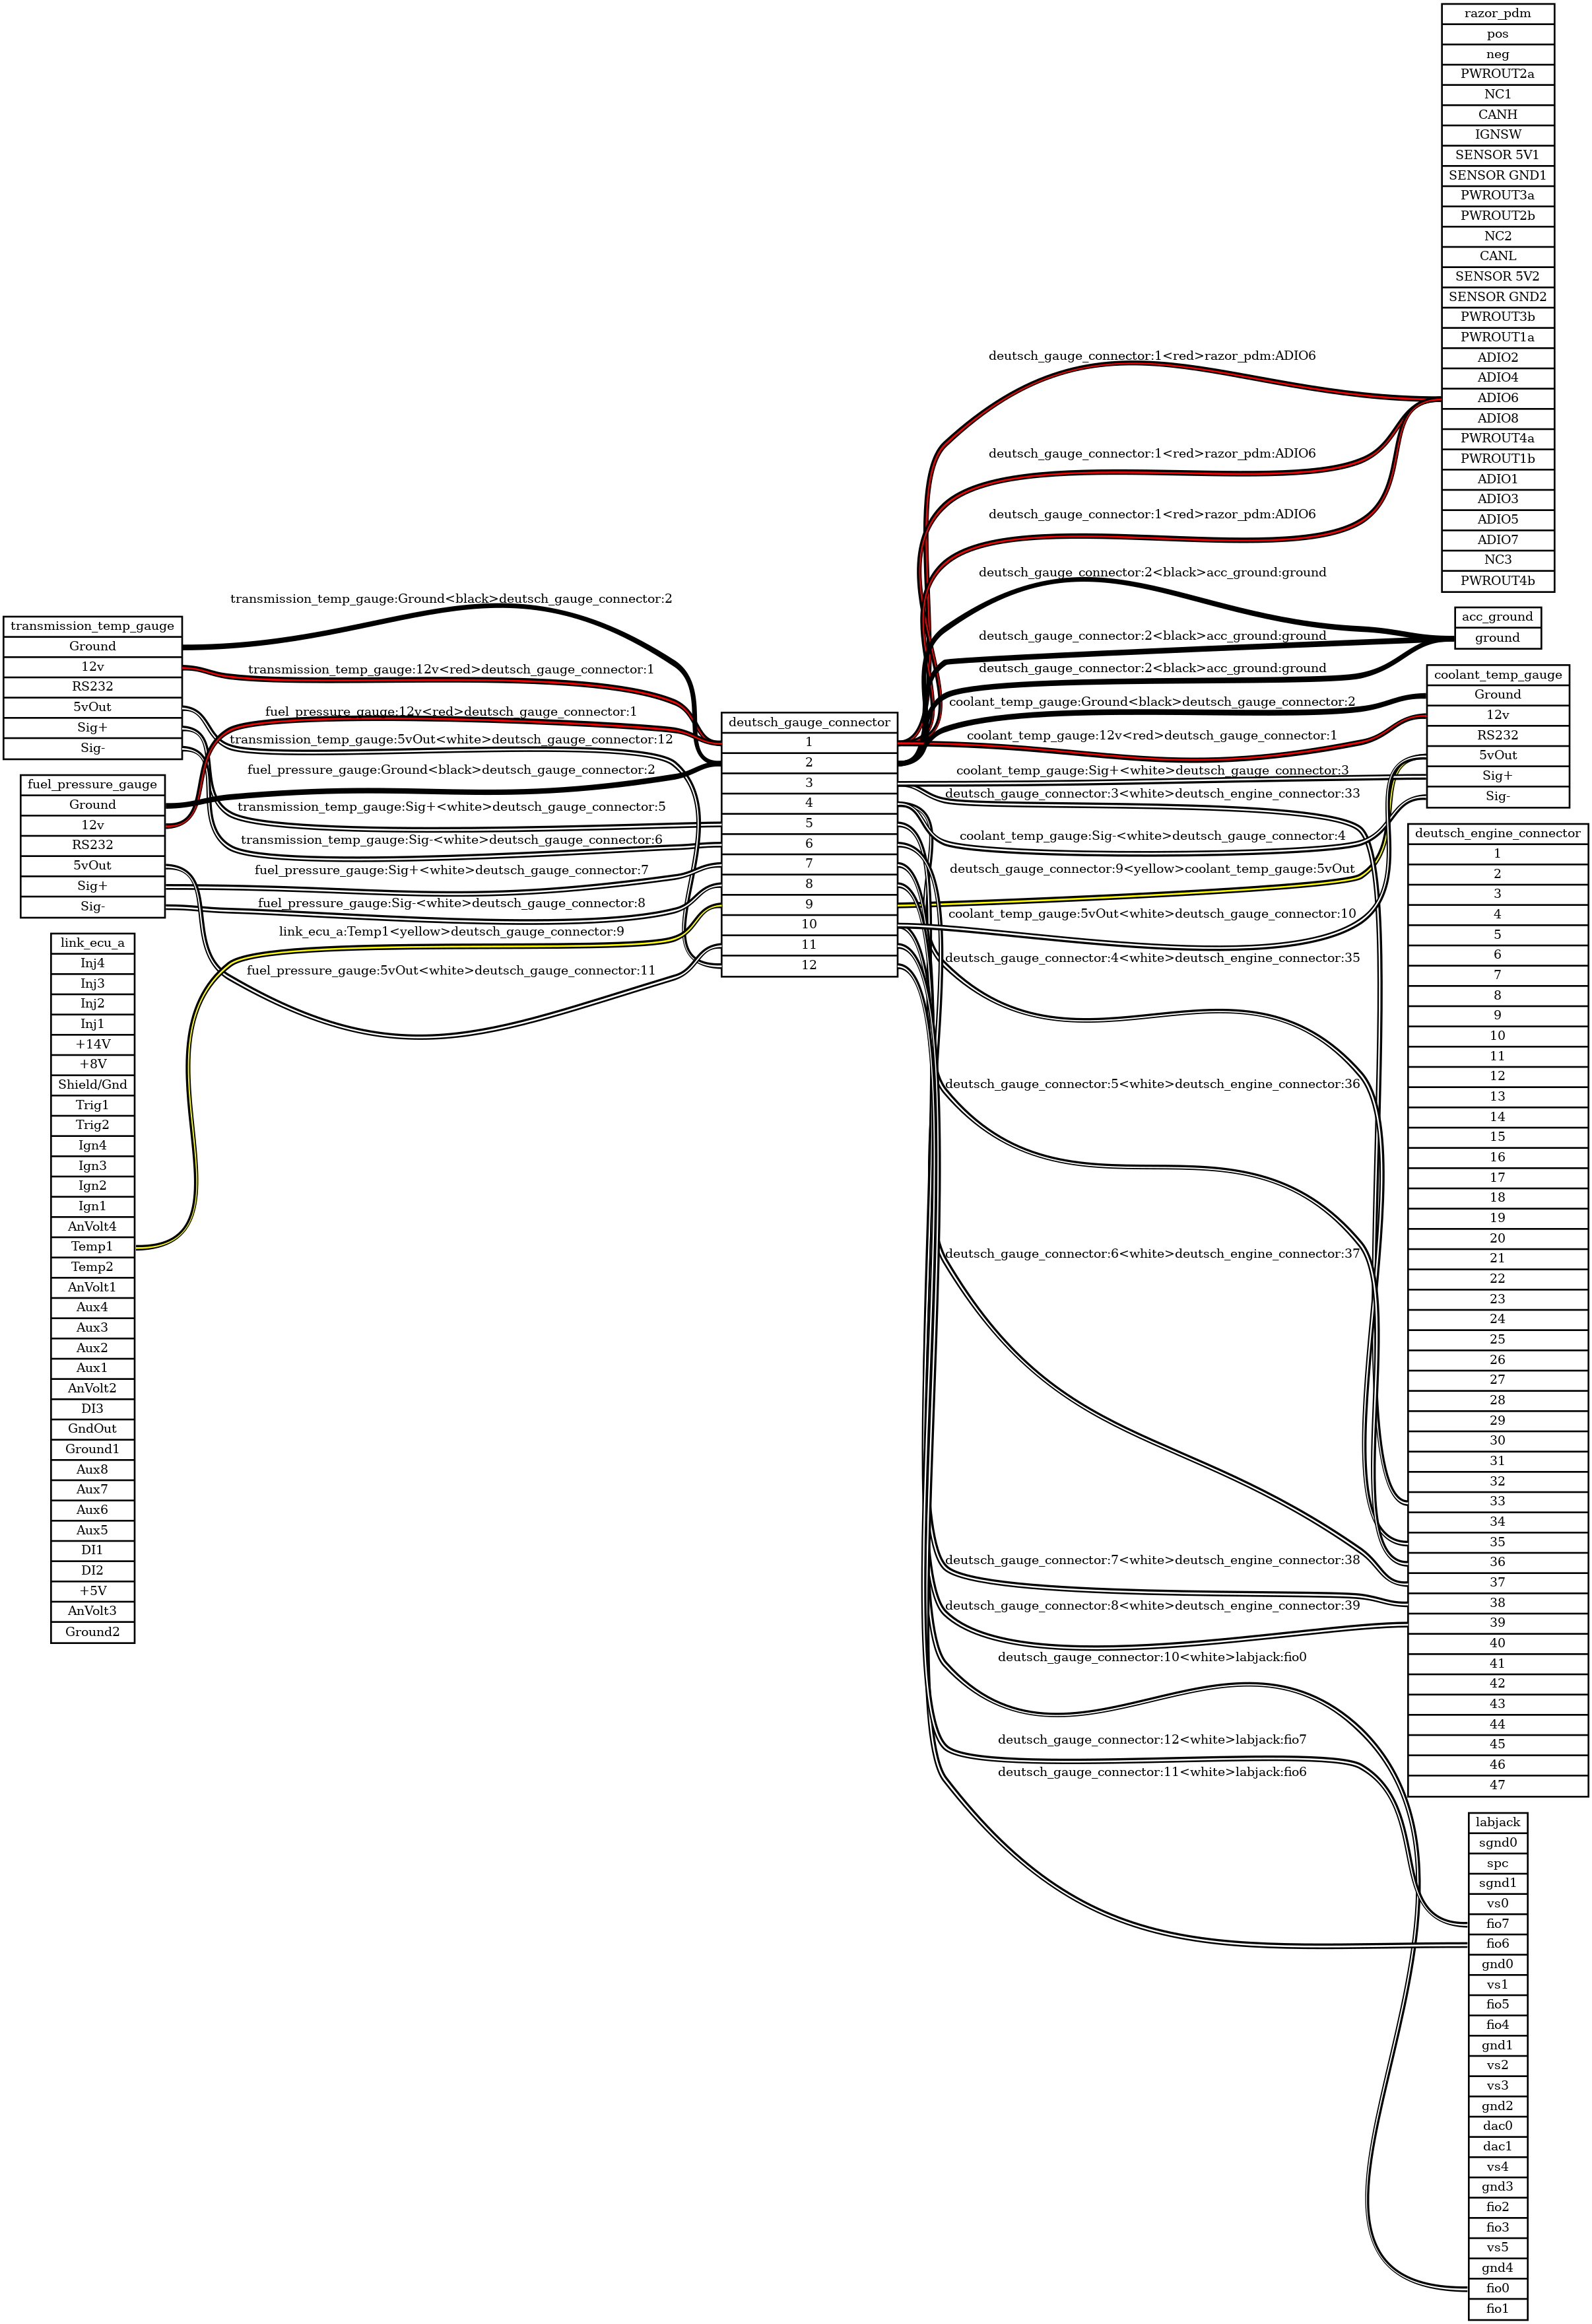 razor_pdm
pos
neg
PWROUT2a
NC1
CANH
IGNSW
SENSOR 5V1
SENSOR GND1
PWROUT3a
PWROUT2b
NC2
CANL
SENSOR 5V2
SENSOR GND2
PWROUT3b
PWROUT1a
ADIO2
ADIO4
ADIO6
ADIO8
PWROUT4a
PWROUT1b
ADIO1
ADIO3
ADIO5
ADIO7
NC3
PWROUT4b
deutsch_gauge_connector:1<red>razor_pdm:ADIO6
deutsch_gauge_connector:1<red>razor_pdm:ADIO6
deutsch_gauge_connector:1<red>razor_pdm:ADIO6
deutsch_gauge_connector:2<black>acc_ground:ground
deutsch_gauge_connector:2<black>acc_ground:ground
deutsch_gauge_connector:2<black>acc_ground:ground
acc_ground
ground
transmission_temp_gauge
Ground
12v
RS232
5vOut
Sig+
Sig-
transmission_temp_gauge:Ground<black>deutsch_gauge_connector:2
transmission_temp_gauge:12v<red>deutsch_gauge_connector:1
fuel_pressure_gauge:12v<red>deutsch_gauge_connector:1
transmission_temp_gauge:5vOut<white>deutsch_gauge_connector:12
fuel_pressure_gauge:Ground<black>deutsch_gauge_connector:2
transmission_temp_gauge:Sig+<white>deutsch_gauge_connector:5
transmission_temp_gauge:Sig-<white>deutsch_gauge_connector:6
fuel_pressure_gauge:Sig+<white>deutsch_gauge_connector:7
fuel_pressure_gauge:Sig-<white>deutsch_gauge_connector:8
link_ecu_a:Temp1<yellow>deutsch_gauge_connector:9
fuel_pressure_gauge:5vOut<white>deutsch_gauge_connector:11
fuel_pressure_gauge
Ground
12v
RS232
5vOut
Sig+
Sig-
link_ecu_a
Inj4
Inj3
Inj2
Inj1
+14V
+8V
Shield/Gnd
Trig1
Trig2
Ign4
Ign3
Ign2
Ign1
AnVolt4
Temp1
Temp2
AnVolt1
Aux4
Aux3
Aux2
Aux1
AnVolt2
DI3
GndOut
Ground1
Aux8
Aux7
Aux6
Aux5
DI1
DI2
+5V
AnVolt3
Ground2
deutsch_gauge_connector
1
2
3
4
5
6
7
8
9
10
11
12
coolant_temp_gauge:Ground<black>deutsch_gauge_connector:2
coolant_temp_gauge:12v<red>deutsch_gauge_connector:1
coolant_temp_gauge:Sig+<white>deutsch_gauge_connector:3
deutsch_gauge_connector:3<white>deutsch_engine_connector:33
coolant_temp_gauge:Sig-<white>deutsch_gauge_connector:4
deutsch_gauge_connector:9<yellow>coolant_temp_gauge:5vOut
coolant_temp_gauge:5vOut<white>deutsch_gauge_connector:10
deutsch_gauge_connector:4<white>deutsch_engine_connector:35
deutsch_gauge_connector:5<white>deutsch_engine_connector:36
deutsch_gauge_connector:6<white>deutsch_engine_connector:37
deutsch_gauge_connector:7<white>deutsch_engine_connector:38
deutsch_gauge_connector:8<white>deutsch_engine_connector:39
deutsch_gauge_connector:10<white>labjack:fio0
deutsch_gauge_connector:12<white>labjack:fio7
deutsch_gauge_connector:11<white>labjack:fio6
coolant_temp_gauge
Ground
12v
RS232
5vOut
Sig+
Sig-
deutsch_engine_connector
1
2
3
4
5
6
7
8
9
10
11
12
13
14
15
16
17
18
19
20
21
22
23
24
25
26
27
28
29
30
31
32
33
34
35
36
37
38
39
40
41
42
43
44
45
46
47
labjack
sgnd0
spc
sgnd1
vs0
fio7
fio6
gnd0
vs1
fio5
fio4
gnd1
vs2
vs3
gnd2
dac0
dac1
vs4
gnd3
fio2
fio3
vs5
gnd4
fio0
fio1